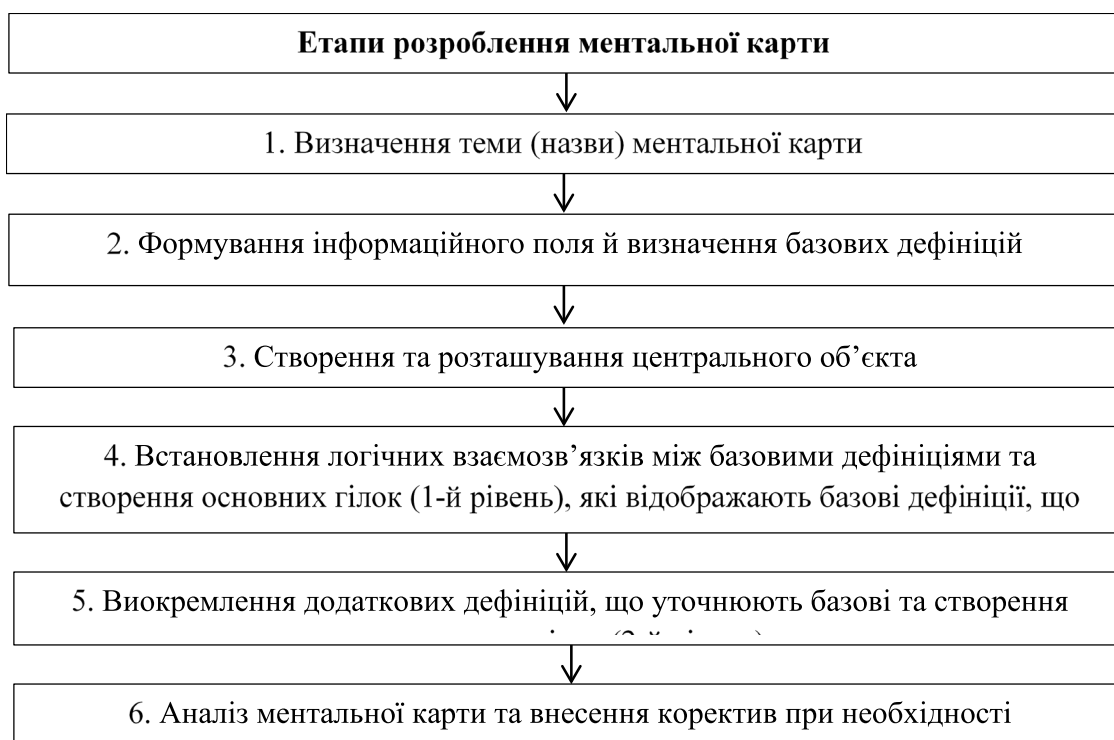 Етапи розроблення ментальної карти
1. Визначення теми (назви) ментальної карти
2. Формування інформаційного поля й визначення базових дефініцій
3. Створення та розташування центрального об’єкта
4. Встановлення логічних взаємозв’язків між базовими дефініціями та
створення основних гілок (1-й рівень), які відображають базові дефініції, що
5. Виокремлення додаткових дефініцій, що уточнюють базові та створення
6. Аналіз ментальної карти та внесення коректив при необхідності